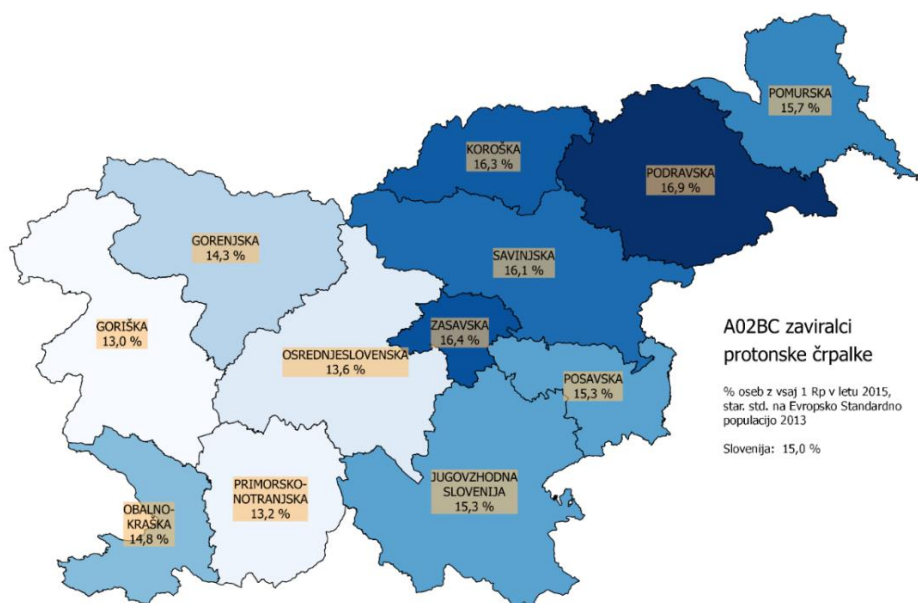 POMURSKA
15,7 %
KOROŠKA
16,3 %
PODRAVSKA
16,9 %
GORENJSKA
14,3 %
SAVINJSKA
16,1 %
GORIŠKA
13,0 %
ZASAVSKA
16,4 %
OSREDNJESLOVENSKA
13,6 %
POSAVSKA
15,3 %
JUGOVZHODNA
SLOVENIJA
15,3 %
PRIMORSKO-
NOTRANJSKA
13,2 %
OBALNO-
KRAŠKA
14,8 %
A02BC zaviralci
protonske črpalke
% oseb z vsaj 1 Rp v letu 2015,
star. std. na Evropsko Standardno
populacijo 2013
Slovenija: 15,0 %